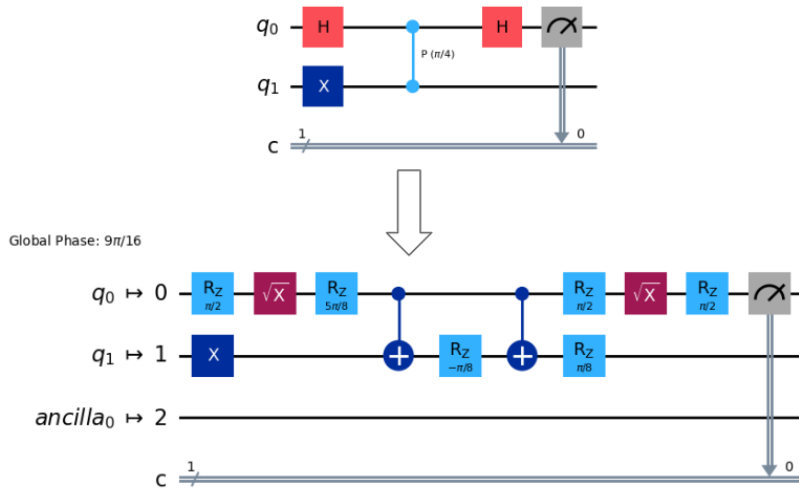 q0 H P (π/4) H
q1 X
c 1 0
Global Phase: 9π/16
q0 ↦ 0 RZ π/2 √X RZ 5π/8 RZ π/2 √X RZ π/2
q1 ↦ 1 X RZ −π/8 RZ π/8
ancilla0 ↦ 2
c 1 0